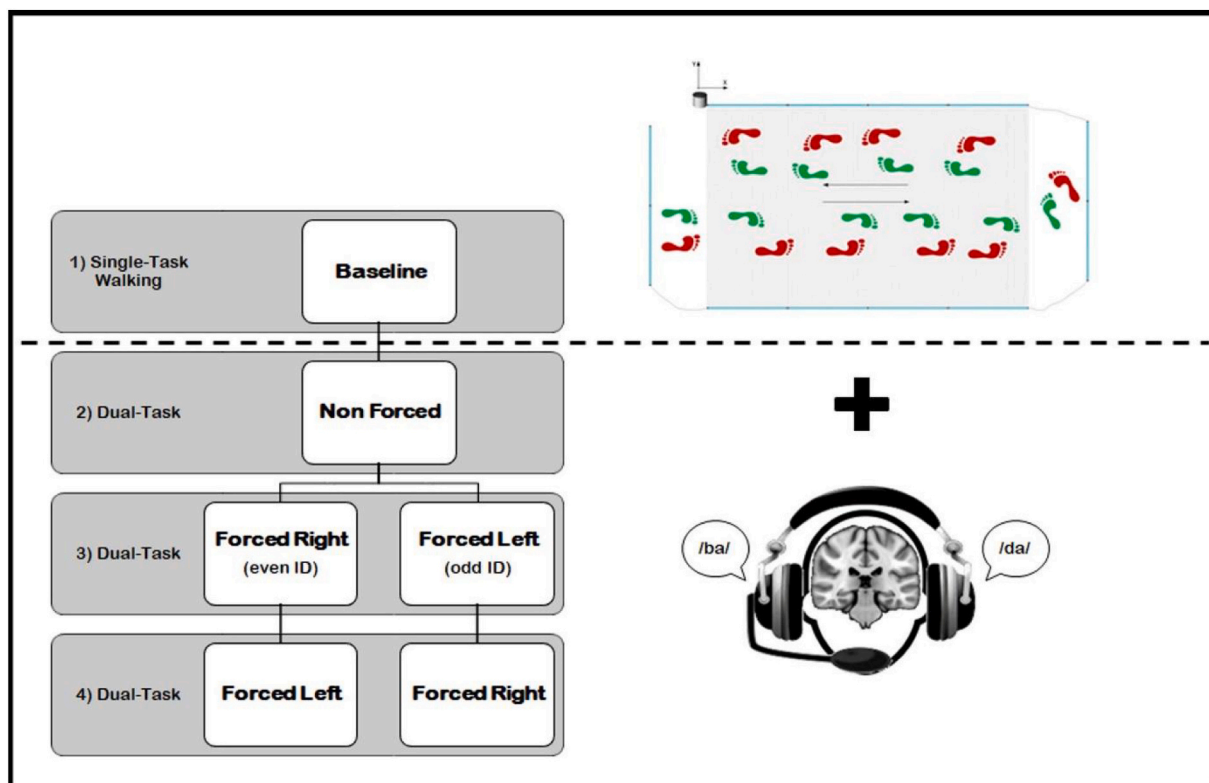 Y
X
1) Single-Task
Walking
Baseline
2) Dual-Task
Non Forced
3) Dual-Task
Forced Right
(even ID)
Forced Left
(odd ID)
4) Dual-Task
Forced Left
Forced Right
/ba/
/da/